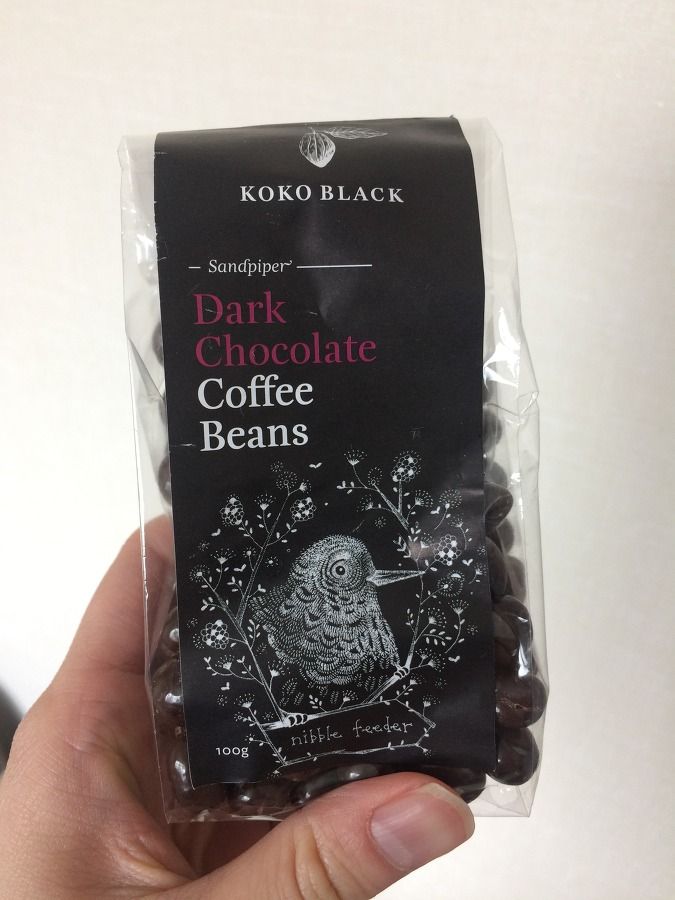 KOKO BLACK
Sandpiper
Dark
Chocolate
Coffee
Beans
nibble feeder
100g